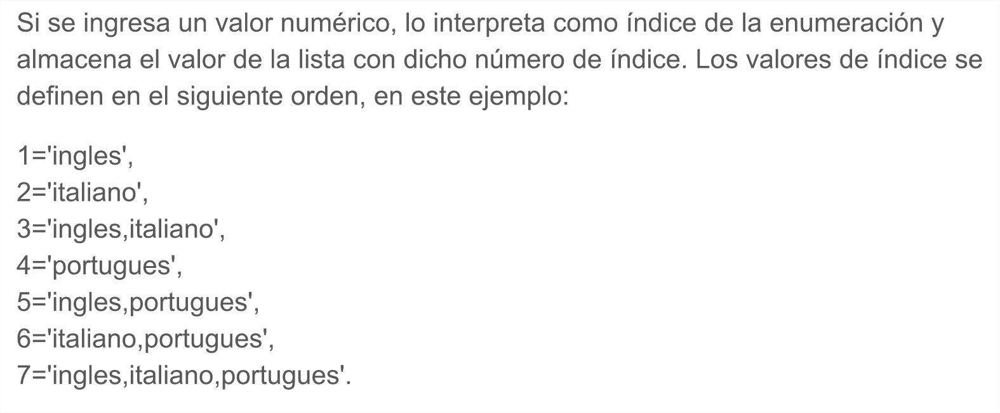 Si se ingresa un valor numérico, lo interpreta como índice de la enumeración y
almacena el valor de la lista con dicho número de índice. Los valores de índice se
definen en el siguiente orden, en este ejemplo:
1='ingles',
2='italiano',
3='ingles,italiano',
4='portugues',
5='ingles,portugues',
6='italiano,portugues',
7='ingles,italiano,portugues'.